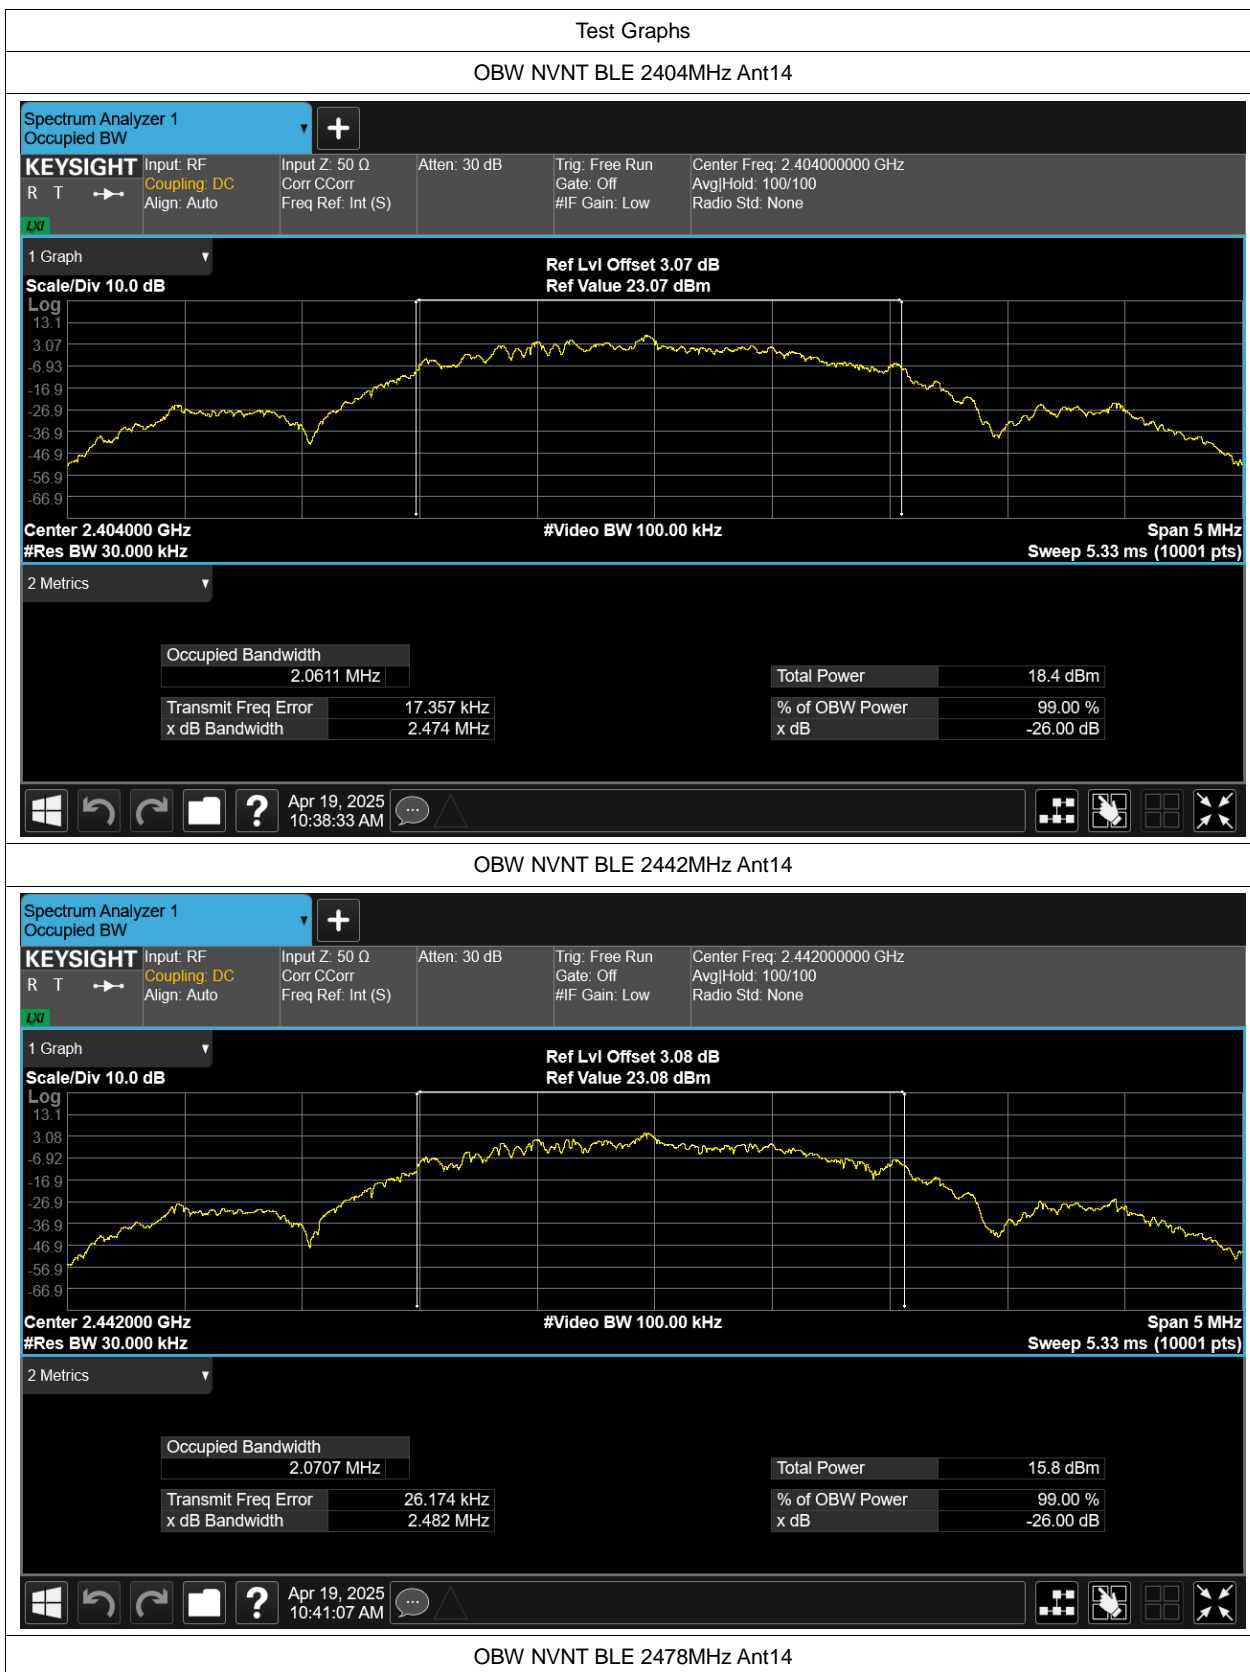 Test Graphs
OBW NVNT BLE 2404MHz Ant14
Spectrum Analyzer 1
Occupied BW
KEYSIGHT Input: RF Input Z: 50 Ω Atten: 30 dB Trig: Free Run Center Freq: 2.404000000 GHz
R T Coupling: DC Corr CCorr Gate: Off Avg|Hold: 100/100
Align: Auto Freq Ref: Int (S) #IF Gain: Low Radio Std: None
LXI
1 Graph
Ref Lvl Offset 3.07 dB
Scale/Div 10.0 dB Ref Value 23.07 dBm
Log
13.1
3.07
-6.93
-16.9
-26.9
-36.9
-46.9
-56.9
-66.9
Center 2.404000 GHz #Video BW 100.00 kHz Span 5 MHz
#Res BW 30.000 kHz Sweep 5.33 ms (10001 pts)
2 Metrics
Occupied Bandwidth
2.0611 MHz Total Power 18.4 dBm
Transmit Freq Error 17.357 kHz % of OBW Power 99.00 %
x dB Bandwidth 2.474 MHz x dB -26.00 dB
Apr 19, 2025
10:38:33 AM
OBW NVNT BLE 2442MHz Ant14
Spectrum Analyzer 1
Occupied BW
KEYSIGHT Input: RF Input Z: 50 Ω Atten: 30 dB Trig: Free Run Center Freq: 2.442000000 GHz
R T Coupling: DC Corr CCorr Gate: Off Avg|Hold: 100/100
Align: Auto Freq Ref: Int (S) #IF Gain: Low Radio Std: None
LXI
1 Graph
Ref Lvl Offset 3.08 dB
Scale/Div 10.0 dB Ref Value 23.08 dBm
Log
13.1
3.08
-6.92
-16.9
-26.9
-36.9
-46.9
-56.9
-66.9
Center 2.442000 GHz #Video BW 100.00 kHz Span 5 MHz
#Res BW 30.000 kHz Sweep 5.33 ms (10001 pts)
2 Metrics
Occupied Bandwidth
2.0707 MHz Total Power 15.8 dBm
Transmit Freq Error 26.174 kHz % of OBW Power 99.00 %
x dB Bandwidth 2.482 MHz x dB -26.00 dB
Apr 19, 2025
10:41:07 AM
OBW NVNT BLE 2478MHz Ant14